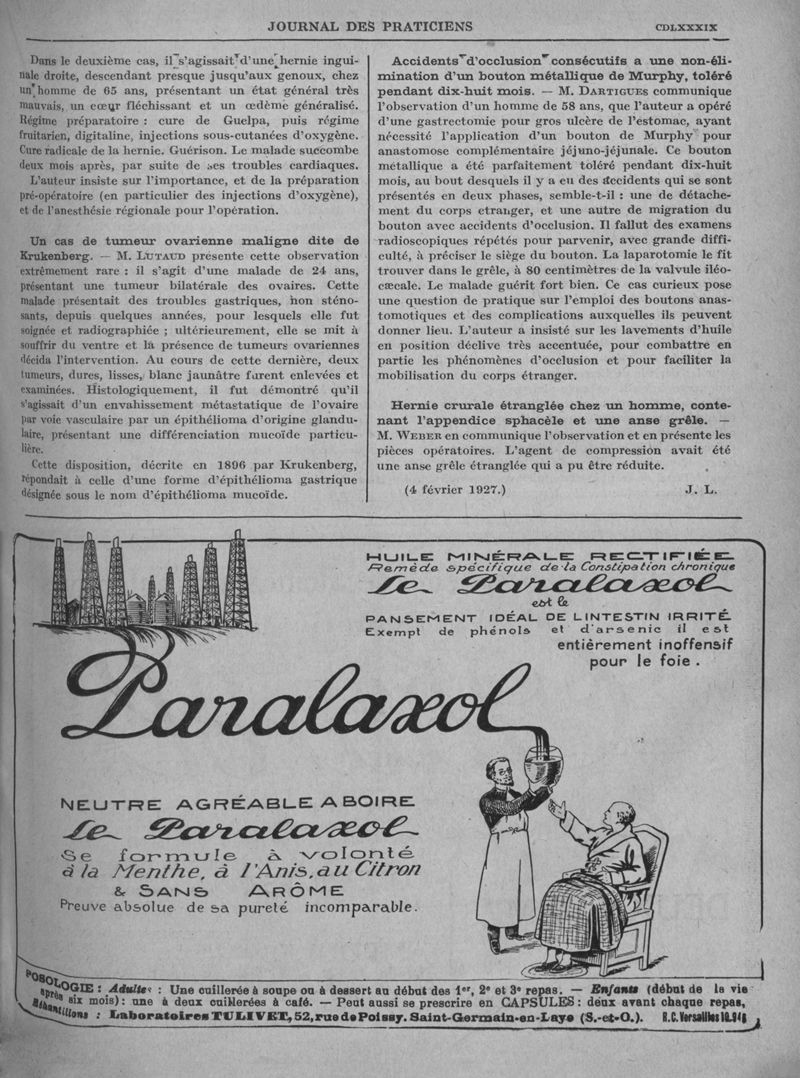 JOURNAL DES PRATICIENS
CDLXXXIX
Dans le deuxième cas, il s'agissait d'une hernie ingui-
nale droite, descendant presque jusqu'aux genoux, chez
un homme de 65 ans, présentant un état général très
mauvais, un cœur fléchissant et un œdème généralisé.
Régime préparatoire : cure de Guelpa, puis régime
fruitarien, digitaline, injections sous-cutanées d'oxygène.
Cure radicale de la hernie. Guérison. Le malade succombe
deux mois après, par suite de ses troubles cardiaques.
L'auteur insiste sur l'importance, et de la préparation
pré-opératoire (en particulier des injections d'oxygène),
et de l'anesthésie régionale pour l'opération.
Un cas de tumeur ovarienne maligne dite de
Krukenberg. — M. LUTAUD présente cette observation
extrêmement rare : il s'agit d'une malade de 24 ans,
présentant une tumeur bilatérale des ovaires. Cette
malade présentait des troubles gastriques, non sténo-
sants, depuis quelques années, pour lesquels elle fut
soignée et radiographiée ; ultérieurement, elle se mit à
souffrir du ventre et la présence de tumeurs ovariennes
décida l'intervention. Au cours de cette dernière, deux
tumeurs, dures, lisses, blanc jaunâtre furent enlevées et
examinées. Histologiquement, il fut démontré qu'il
s'agissait d'un envahissement métastatique de l'ovaire
par voie vasculaire par un épithélioma d'origine glandu-
laire, présentant une différenciation mucoïde particu-
lière.
Cette disposition, décrite en 1896 par Krukenberg,
répondait à celle d'une forme d'épithélioma gastrique
désignée sous le nom d'épithélioma mucoïde.
Accidents d'occlusion consécutifs a une non-éli-
mination d'un bouton métallique de Murphy, toléré
pendant dix-huit mois. — M. DARTIGUES communique
l'observation d'un homme de 58 ans, que l'auteur a opéré
d'une gastrectomie pour gros ulcère de l'estomac, ayant
nécessité l'application d'un bouton de Murphy pour
anastomose complémentaire jéjuno-jéjunale. Ce bouton
métallique a été parfaitement toléré pendant dix-huit
mois, au bout desquels il y a eu des accidents qui se sont
présentés en deux phases, semble-t-il : une de détache-
ment du corps etranger, et une autre de migration du
bouton avec accidents d'occlusion. Il fallut des examens
radioscopiques répétés pour parvenir, avec grande diffi-
culté, à préciser le siège du bouton. La laparotomie le fit
trouver dans le grêle, à 80 centimètres de la valvule iléo-
cæcale. Le malade guérit fort bien. Ce cas curieux pose
une question de pratique sur l'emploi des boutons anas-
tomotiques et des complications auxquelles ils peuvent
donner lieu. L'auteur a insisté sur les lavements d'huile
en position déclive très accentuée, pour combattre en
partie les phénomènes d'occlusion et pour faciliter la
mobilisation du corps étranger.
Hernie crurale étranglée chez un homme, conte-
nant l'appendice sphacèle et une anse grêle. —
M. WEBER en communique l'observation et en présente les
pièces opératoires. L'agent de compression avait été
une anse grêle étranglée qui a pu être réduite.
(4 février 1927.) J. L.
HUILE MINÉRALE RECTIFIÉE
Remède spécifique de la Constipation chronique
Le Paralaxol
est le
PANSEMENT IDÉAL DE L'INTESTIN IRRITÉ
Exempt de phénols et d'arsenic il est
entièrement inoffensif
pour le foie.
Paralaxol
NEUTRE AGRÉABLE A BOIRE
Le Paralaxol
Se formule à volonté
à la Menthe, à l'Anis, au Citron
& SANS ARÔME
Preuve absolue de sa pureté incomparable.
POSOLOGIE : Adultes : Une cuillerée à soupe ou à dessert au début des 1er, 2e et 3e repas. — Enfants (début de la vie
après six mois) : une à deux cuillerées à café. — Peut aussi se prescrire en CAPSULES : deux avant chaque repas,
Échantillons : Laboratoires TULIVET, 52, rue de Poissy. Saint-Germain-en-Laye (S.-et-O.). R.C. Versailles